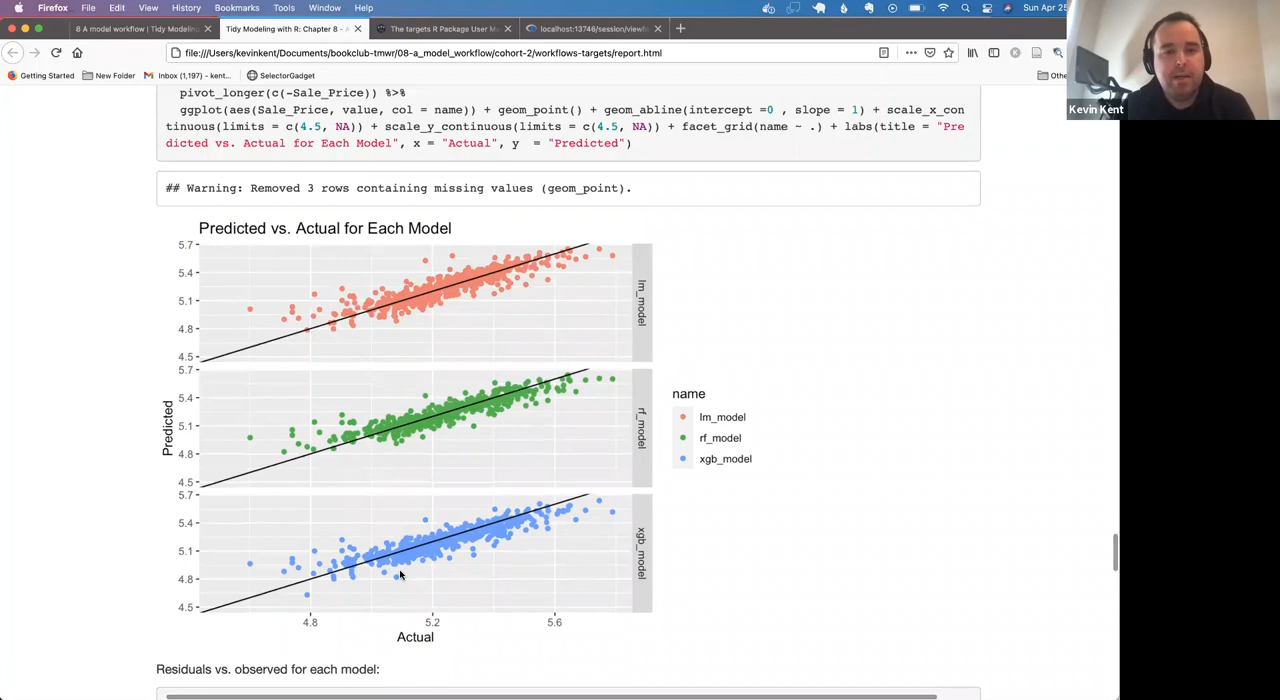 Firefox File Edit View History Bookmarks Tools Window Help Sun Apr 25
8 A model workflow | Tidy Modeling Tidy Modeling with R: Chapter 8 - The targets R Package User M localhost:13746/session/viewh
file:///Users/kevinkent/Documents/bookclub-tmwr/08-a_model_workflow/cohort-2/workflows-targets/report.html
Getting Started New Folder Inbox (1,197) - kent... SelectorGadget Othe
Kevin Kent
pivot_longer(c(-Sale_Price)) %>%
ggplot(aes(Sale_Price, value, col = name)) + geom_point() + geom_abline(intercept =0 , slope = 1) + scale_x_con
tinuous(limits = c(4.5, NA)) + scale_y_continuous(limits = c(4.5, NA)) + facet_grid(name ~ .) + labs(title = "Pre
dicted vs. Actual for Each Model", x = "Actual", y  = "Predicted")
## Warning: Removed 3 rows containing missing values (geom_point).
Predicted vs. Actual for Each Model
5.7
5.4
5.1
4.8
4.5
lm_model
5.7
5.4
5.1
4.8
4.5
rf_model
5.7
5.4
5.1
4.8
4.5
xgb_model
Predicted
4.8 5.2 5.6
Actual
name
lm_model
rf_model
xgb_model
Residuals vs. observed for each model: